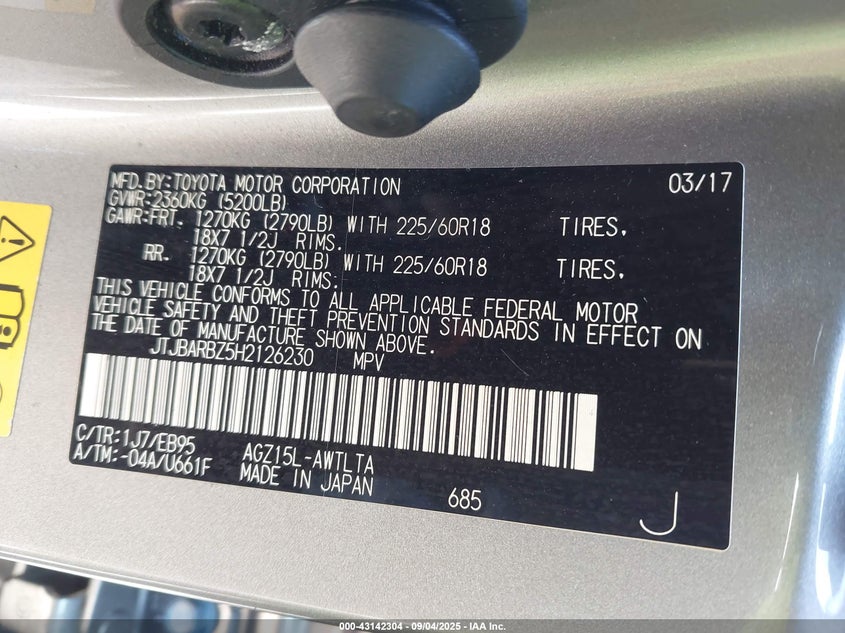 MFD.BY:TOYOTA MOTOR CORPORATION 03/17
GVWR:2360KG (5200LB)
GAWR:FRT. 1270KG (2790LB) WITH 225/60R18 TIRES,
18X7 1/2J RIMS.
RR. 1270KG (2790LB) WITH 225/60R18 TIRES,
18X7 1/2J RIMS:
THIS VEHICLE CONFORMS TO ALL APPLICABLE FEDERAL MOTOR
VEHICLE SAFETY AND THEFT PREVENTION STANDARDS IN EFFECT ON
THE DATE OF MANUFACTURE SHOWN ABOVE.
JTJBARBZ5H2126230 MPV
C/TR:1J7/EB95 AGZ15L-AWTLTA
A/TM:-04A/U661F MADE IN JAPAN 685
J
000-43142304 - 09/04/2025 - IAA Inc.